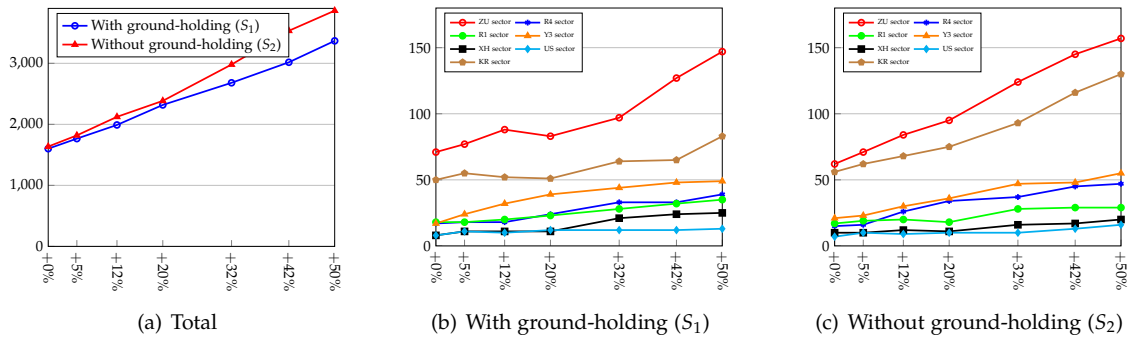 With ground-holding (S₁)
Without ground-holding (S₂)
3,000
2,000
1,000
0
+0%
+5%
+12%
+20%
+32%
+42%
+50%
(a) Total
ZU sector
R4 sector
R1 sector
Y3 sector
XH sector
US sector
KR sector
150
100
50
0
+0%
+5%
+12%
+20%
+32%
+42%
+50%
(b) With ground-holding (S₁)
ZU sector
R4 sector
R1 sector
Y3 sector
XH sector
US sector
KR sector
150
100
50
0
+0%
+5%
+12%
+20%
+32%
+42%
+50%
(c) Without ground-holding (S₂)